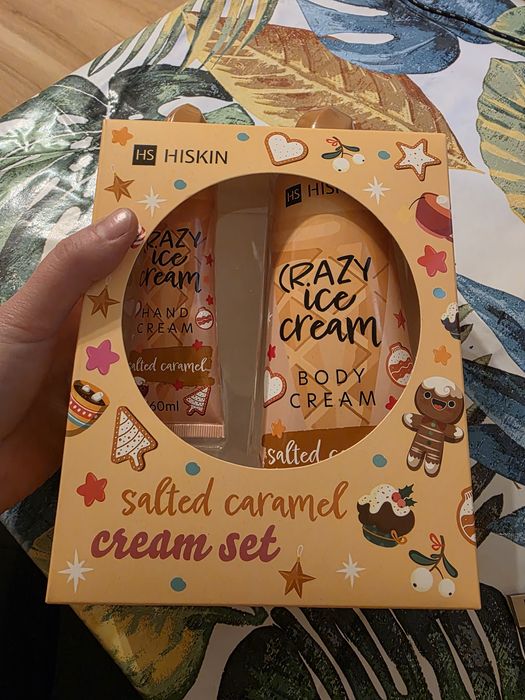 HS HISKIN
CRAZY
ice
cream
HAND
CREAM
salted caramel
60ml
HS HISKIN
CRAZY
ice
cream
BODY
CREAM
salted
salted caramel
cream set